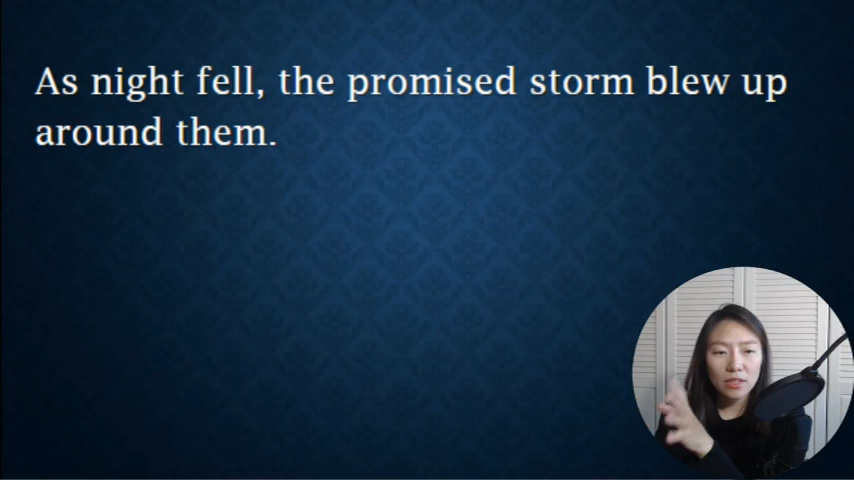 As night fell, the promised storm blew up
around them.